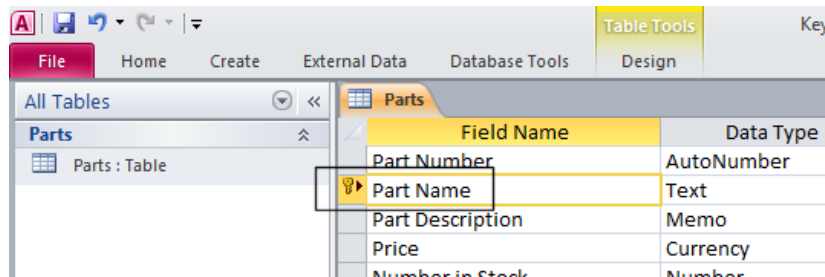 A
Table Tools Key
File Home Create External Data Database Tools Design
All Tables Parts
Parts Field Name Data Type
Parts : Table Part Number AutoNumber
Part Name Text
Part Description Memo
Price Currency
Number in Stock Number